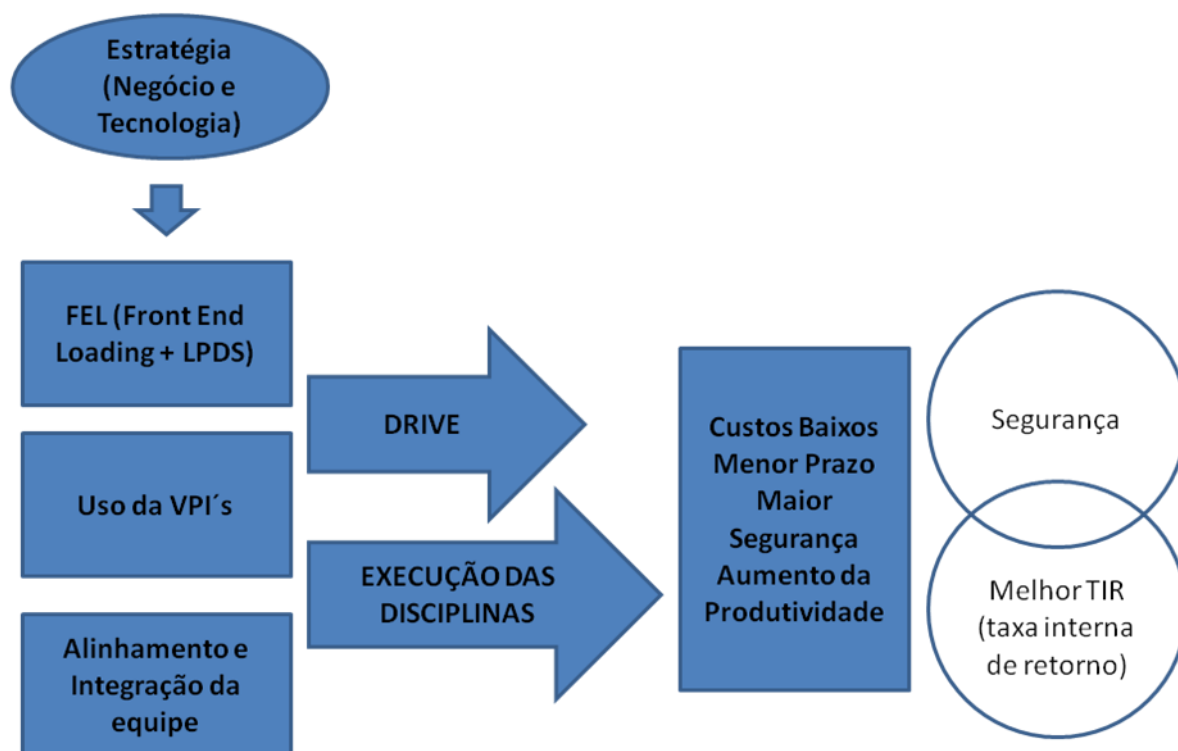 Estratégia
(Negócio e
Tecnologia)
FEL (Front End
Loading + LPDS)
Uso da VPI´s
Alinhamento e
Integração da
equipe
DRIVE
EXECUÇÃO DAS
DISCIPLINAS
Custos Baixos
Menor Prazo
Maior
Segurança
Aumento da
Produtividade
Segurança
Melhor TIR
(taxa interna
de retorno)